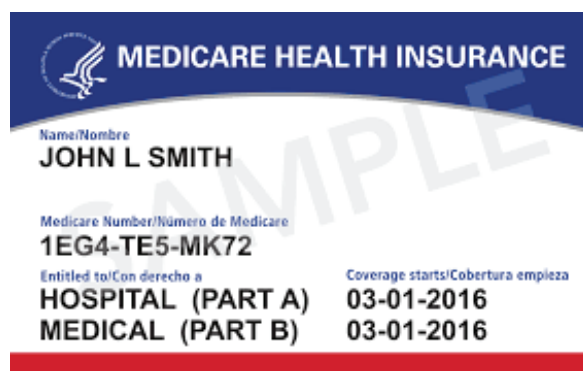 MEDICARE HEALTH INSURANCE
SAMPLE
Name/Nombre
JOHN L SMITH
Medicare Number/Número de Medicare
1EG4-TE5-MK72
Entitled to/Con derecho a Coverage starts/Cobertura empieza
HOSPITAL (PART A) 03-01-2016
MEDICAL (PART B) 03-01-2016